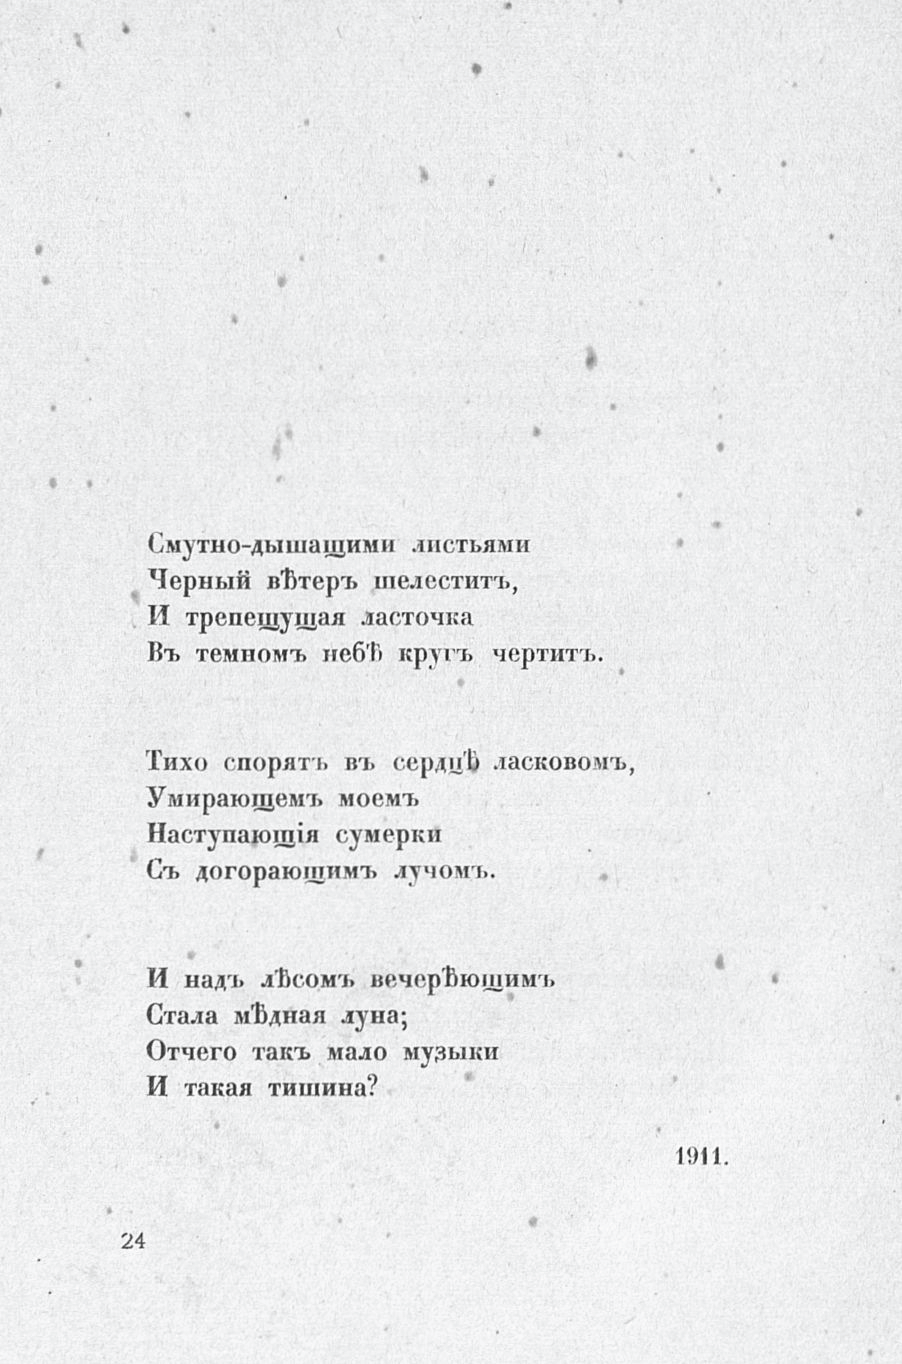 Смутно-дышащими листьями
Черный вѣтеръ шелеститъ,
И трепещущая ласточка
Въ темномъ небѣ кругъ чертитъ.
Тихо спорятъ въ сердцѣ ласковомъ,
Умирающемъ моемъ
Наступающія сумерки
Съ догорающимъ лучомъ.
И надъ лѣсомъ вечерѣющимъ
Стала мѣдная луна;
Отчего такъ мало музыки
И такая тишина?
1911.
24